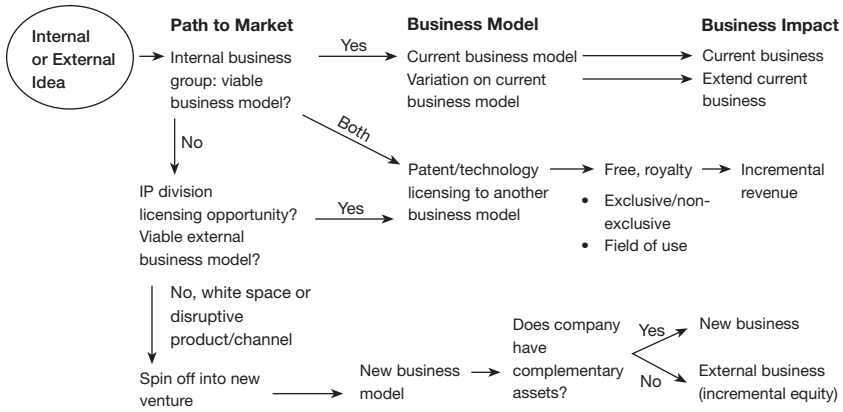 Path to Market
Business Model
Business Impact
Internal
or External
Idea
Internal business
group: viable
business model?
Yes
Current business model
Variation on current
business model
Current business
Extend current
business
Both
No
Patent/technology
licensing to another
business model
Free, royalty
• Exclusive/non-
exclusive
• Field of use
Incremental
revenue
IP division
licensing opportunity?
Viable external
business model?
Yes
No, white space or
disruptive
product/channel
Spin off into new
venture
New business
model
Does company
have
complementary
assets?
Yes
New business
No
External business
(incremental equity)